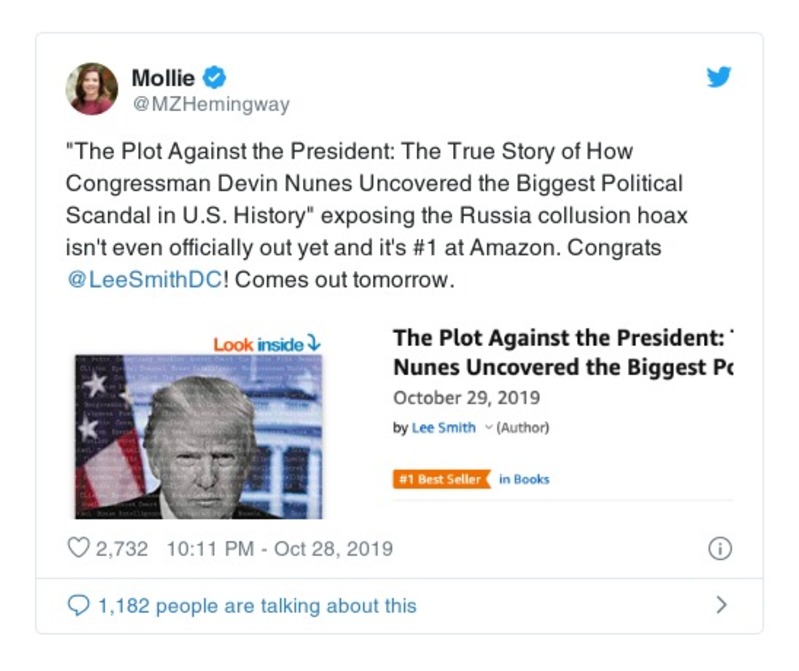 Mollie
@MZHemingway
"The Plot Against the President: The True Story of How
Congressman Devin Nunes Uncovered the Biggest Political
Scandal in U.S. History" exposing the Russia collusion hoax
isn't even officially out yet and it's #1 at Amazon. Congrats
@LeeSmithDC! Comes out tomorrow.
Look inside
The Plot Against the President:
Nunes Uncovered the Biggest Po
October 29, 2019
by Lee Smith (Author)
#1 Best Seller in Books
2,732 10:11 PM - Oct 28, 2019
1,182 people are talking about this